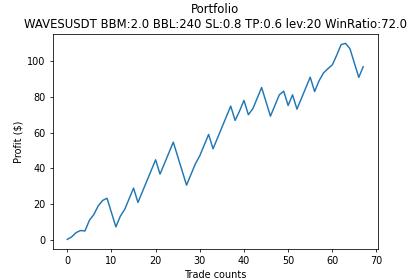 Portfolio
WAVESUSDT BBM:2.0 BBL:240 SL:0.8 TP:0.6 lev:20 WinRatio:72.0
100
80
60
40
20
0
Profit ($)
0 10 20 30 40 50 60 70
Trade counts